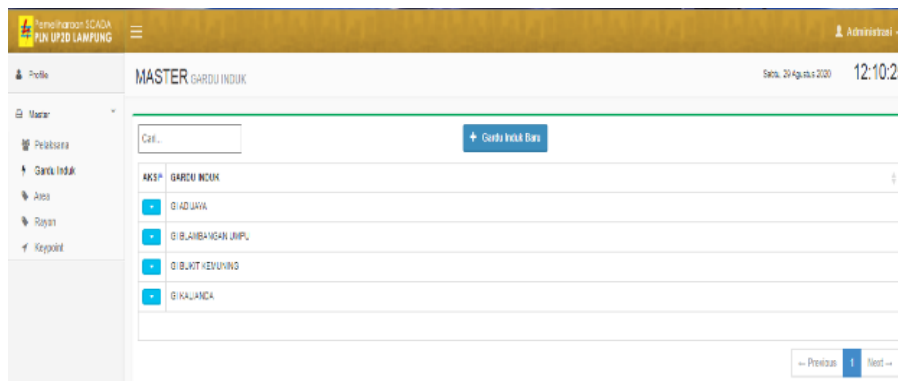 Pemeliharaan SCADA
PLN UP2D LAMPUNG
Administrasi
Profile
MASTER GARDU INDUK
Sabtu, 29 Agustus 2020
12:10:2
Master
Pelaksana
Gardu Induk
Area
Rayon
Keypoint
Cari...
+ Gardu Induk Baru
AKSI GARDU INDUK
GI ADIJAYA
GI BLAMBANGAN UMPU
GI BUKIT KEMUNING
GI KALIANDA
← Previous 1 Next →